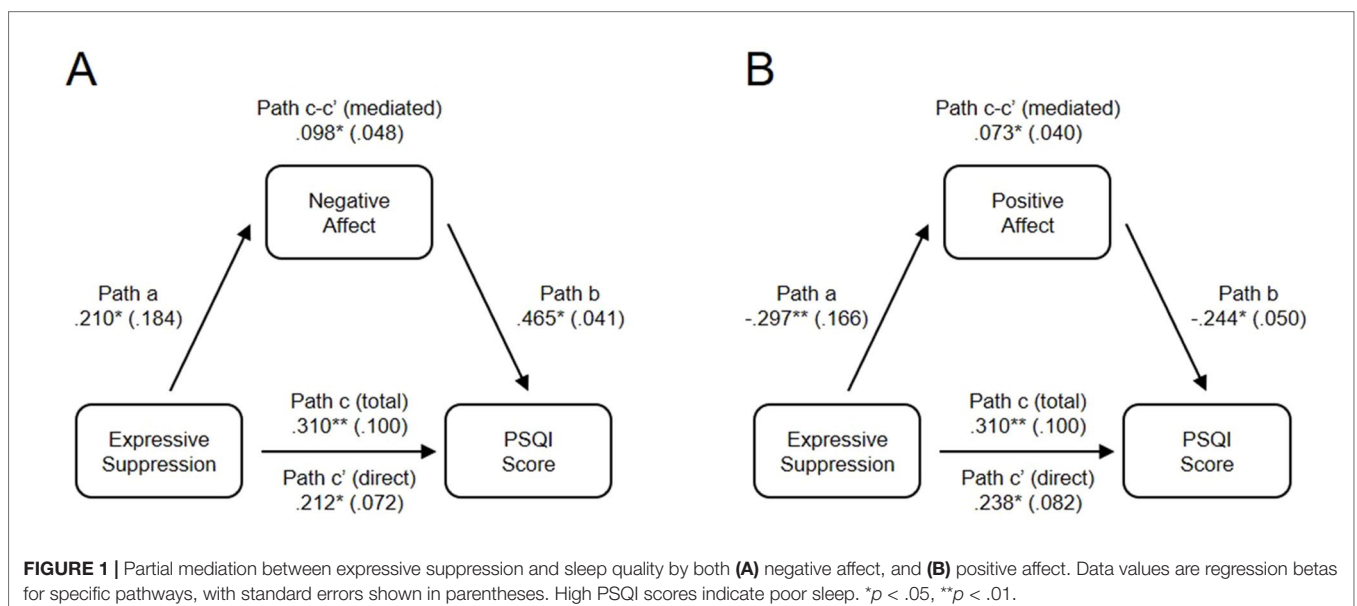 A
Path c-c' (mediated)
.098* (.048)
Negative
Affect
Path a
.210* (.184)
Path b
.465* (.041)
Expressive
Suppression
Path c (total)
.310** (.100)
Path c' (direct)
.212* (.072)
PSQI
Score
B
Path c-c' (mediated)
.073* (.040)
Positive
Affect
Path a
-.297** (.166)
Path b
-.244* (.050)
Expressive
Suppression
Path c (total)
.310** (.100)
Path c' (direct)
.238* (.082)
PSQI
Score
FIGURE 1 | Partial mediation between expressive suppression and sleep quality by both (A) negative affect, and (B) positive affect. Data values are regression betas
for specific pathways, with standard errors shown in parentheses. High PSQI scores indicate poor sleep. *p < .05, **p < .01.